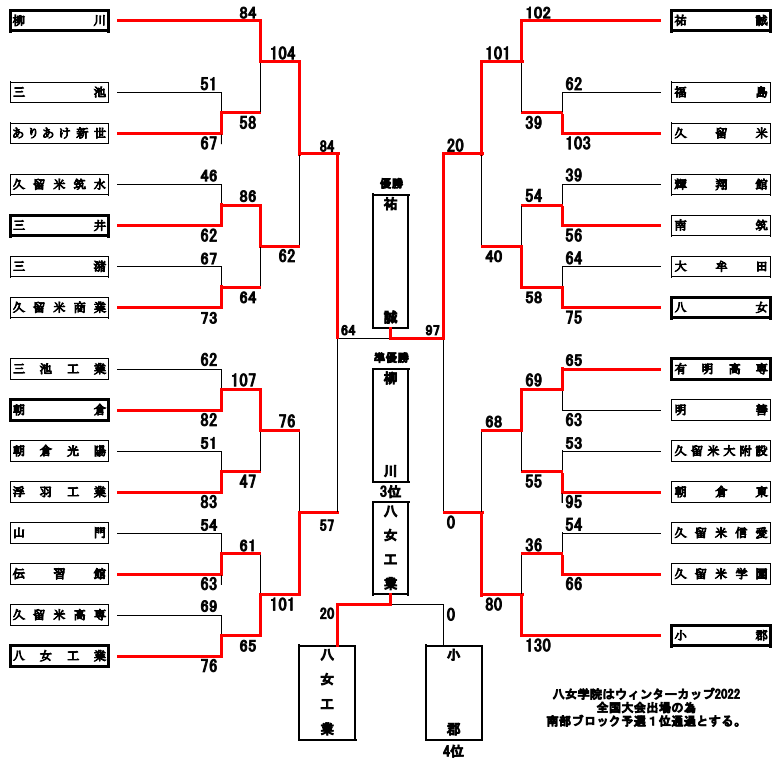 柳川
84
104
三池
51
58
ありあけ新世
67
84
久留米筑水
46
86
三井
62
62
三潴
67
64
久留米商業
73
64
三池工業
62
107
朝倉
82
76
朝倉光陽
51
47
浮羽工業
83
57
山門
54
61
伝習館
63
101
久留米高専
69
65
八女工業
76
優勝
祐誠
準優勝
柳川
3位
八女工業
20
0
八女工業
小郡
4位
102
祐誠
101
62
福島
39
103
久留米
20
39
輝翔館
54
56
南筑
40
64
大牟田
58
75
八女
97
65
有明高専
69
63
明善
68
53
久留米大附設
55
95
朝倉東
0
54
久留米信愛
36
66
久留米学園
80
130
小郡
八女学院はウィンターカップ2022
全国大会出場の為
南部ブロック予選１位通過とする。